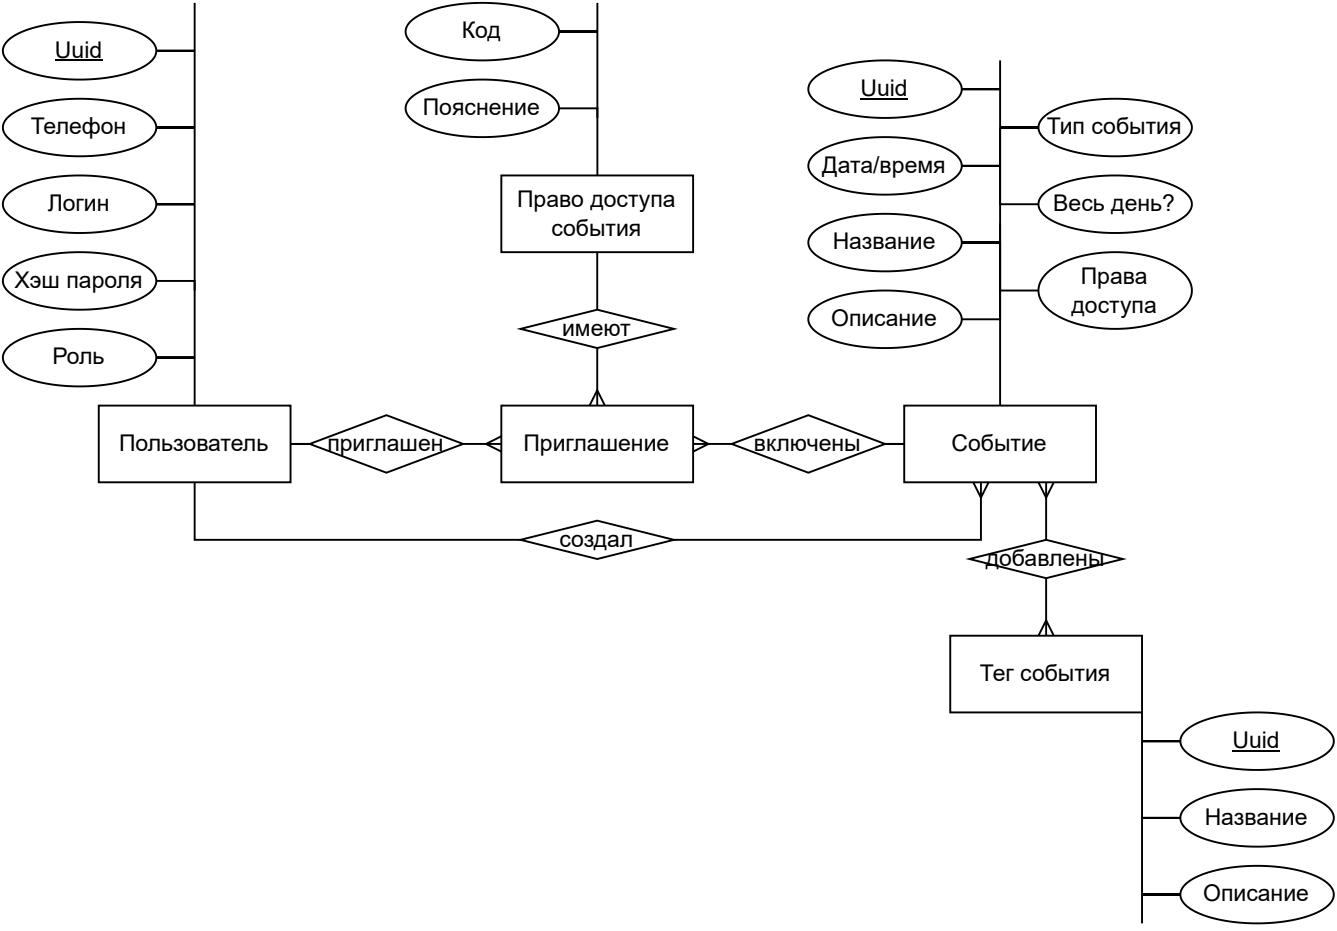 Uuid
Телефон
Логин
Хэш пароля
Роль
Код
Пояснение
Право доступа
события
имеют
Uuid
Дата/время
Название
Описание
Тип события
Весь день?
Права
доступа
Пользователь
приглашен
Приглашение
включены
Событие
создал
добавлены
Тег события
Uuid
Название
Описание